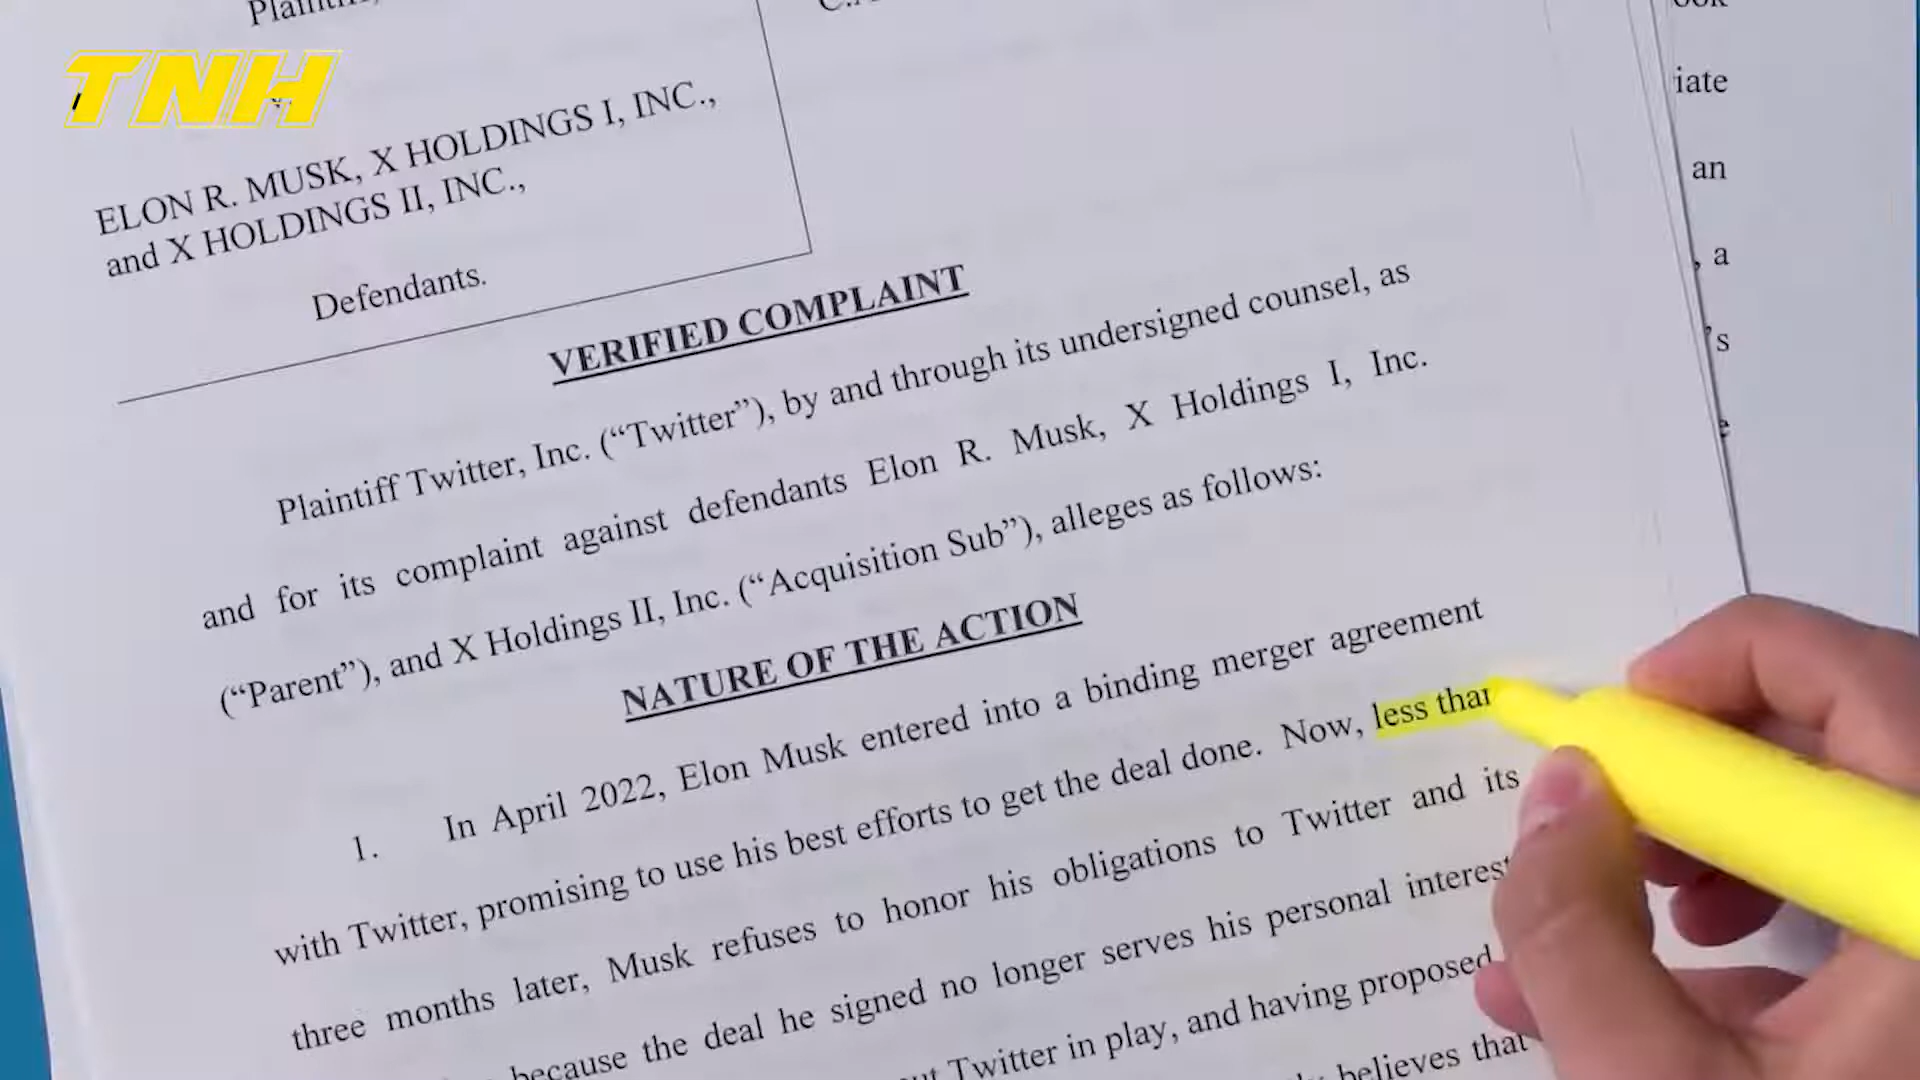 TNH
ELON R. MUSK, X HOLDINGS I, INC.,
and X HOLDINGS II, INC.,
Defendants.
VERIFIED COMPLAINT
Plaintiff Twitter, Inc. (“Twitter”), by and through its undersigned counsel, as
and for its complaint against defendants Elon R. Musk, X Holdings I, Inc.
(“Parent”), and X Holdings II, Inc. (“Acquisition Sub”), alleges as follows:
NATURE OF THE ACTION
1. In April 2022, Elon Musk entered into a binding merger agreement
with Twitter, promising to use his best efforts to get the deal done. Now, less than
three months later, Musk refuses to honor his obligations to Twitter and its
because the deal he signed no longer serves his personal interest
Twitter in play, and having proposed
believes that
iate
an
, a
’s